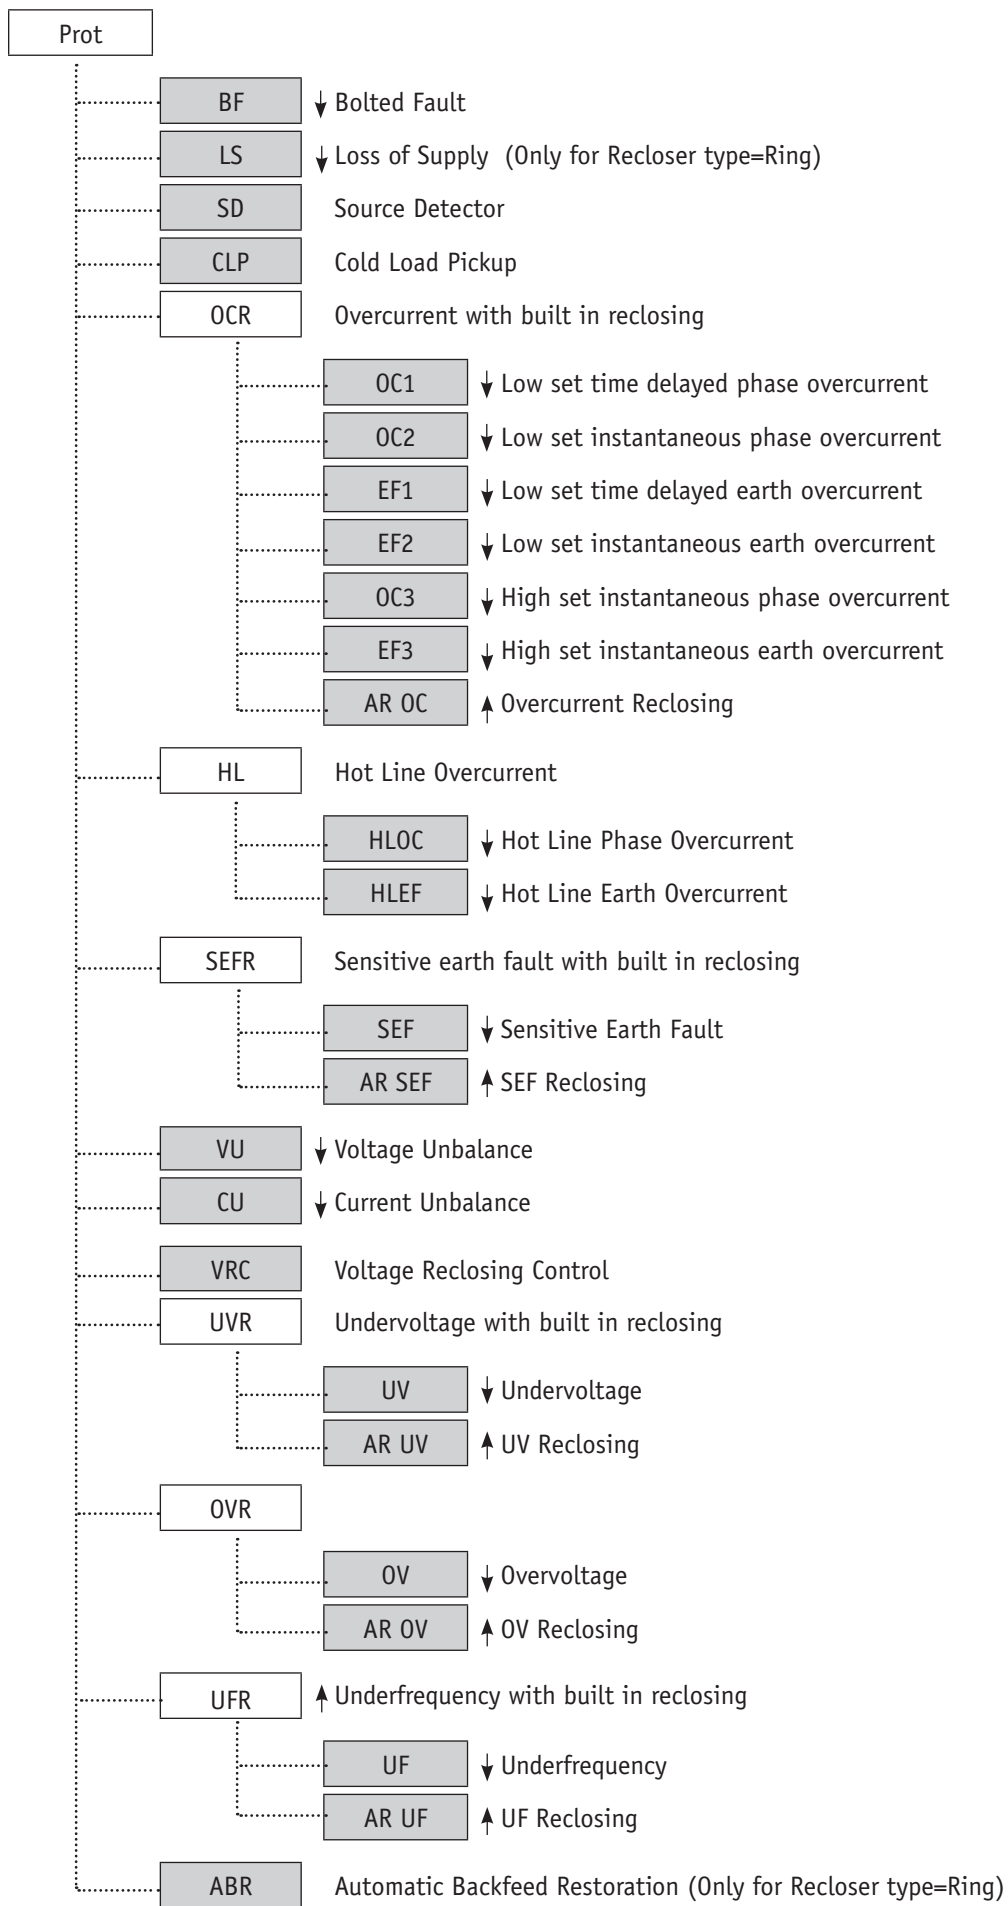 Prot
BF Bolted Fault
LS Loss of Supply (Only for Recloser type=Ring)
SD Source Detector
CLP Cold Load Pickup
OCR Overcurrent with built in reclosing
OC1 Low set time delayed phase overcurrent
OC2 Low set instantaneous phase overcurrent
EF1 Low set time delayed earth overcurrent
EF2 Low set instantaneous earth overcurrent
OC3 High set instantaneous phase overcurrent
EF3 High set instantaneous earth overcurrent
AR OC Overcurrent Reclosing
HL Hot Line Overcurrent
HLOC Hot Line Phase Overcurrent
HLEF Hot Line Earth Overcurrent
SEFR Sensitive earth fault with built in reclosing
SEF Sensitive Earth Fault
AR SEF SEF Reclosing
VU Voltage Unbalance
CU Current Unbalance
VRC Voltage Reclosing Control
UVR Undervoltage with built in reclosing
UV Undervoltage
AR UV UV Reclosing
OVR
OV Overvoltage
AR OV OV Reclosing
UFR Underfrequency with built in reclosing
UF Underfrequency
AR UF UF Reclosing
ABR Automatic Backfeed Restoration (Only for Recloser type=Ring)